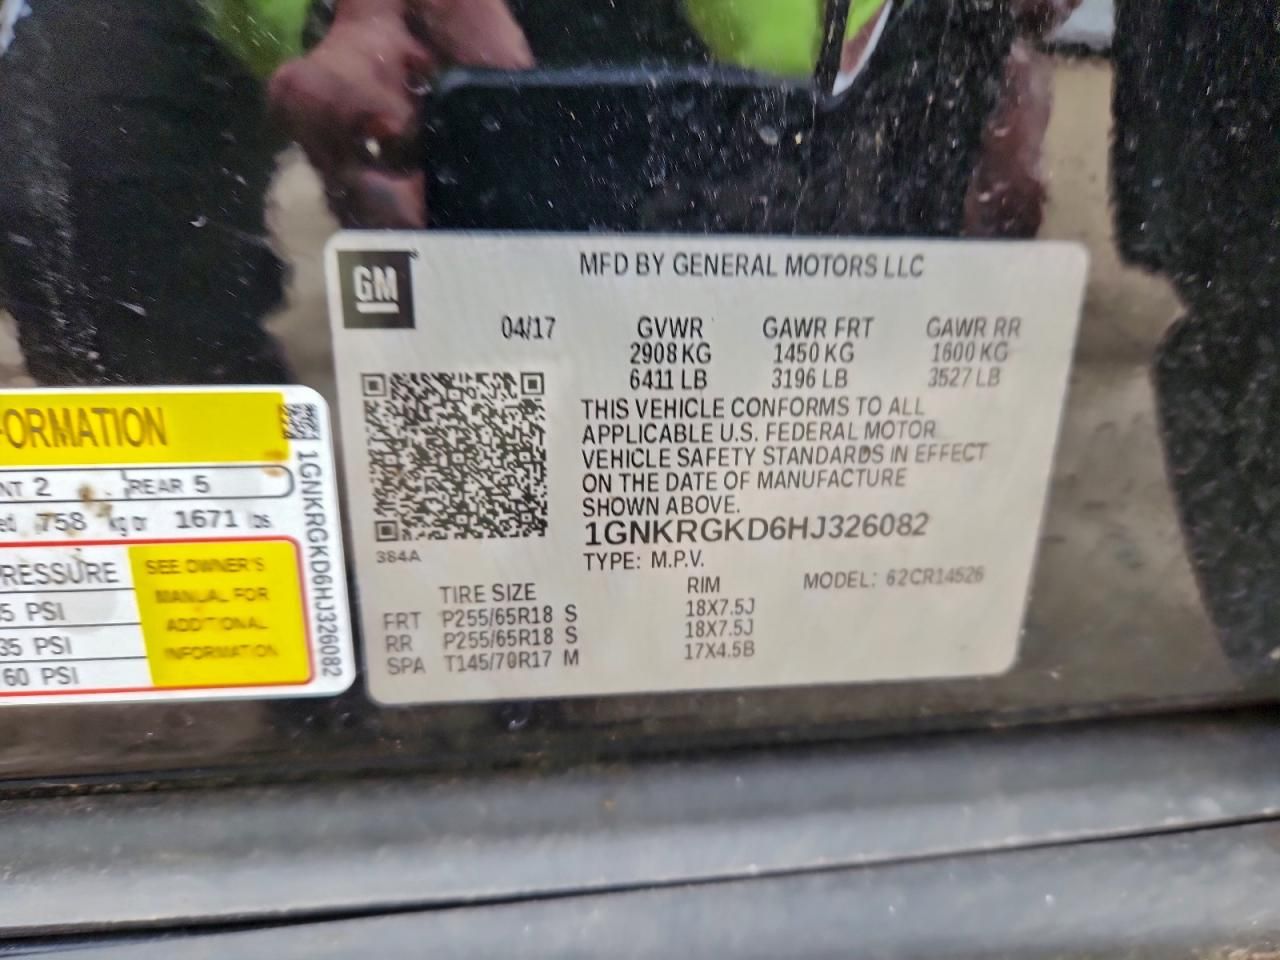 GM
MFD BY GENERAL MOTORS LLC
04/17 GVWR GAWR FRT GAWR RR
2908 KG 1450 KG 1600 KG
6411 LB 3196 LB 3527 LB
THIS VEHICLE CONFORMS TO ALL
APPLICABLE U.S. FEDERAL MOTOR
VEHICLE SAFETY STANDARDS IN EFFECT
ON THE DATE OF MANUFACTURE
SHOWN ABOVE.
1GNKRGKD6HJ326082
384A
TYPE: M.P.V.
MODEL: 62CR14526
TIRE SIZE RIM
FRT P255/65R18 S 18X7.5J
RR P255/65R18 S 18X7.5J
SPA T145/70R17 M 17X4.5B
ORMATION
NT 2 REAR 5
ed 758 kg or 1671 lbs
RESSURE
5 PSI
35 PSI
60 PSI
SEE OWNER'S
MANUAL FOR
ADDITIONAL
INFORMATION
1GNKRGKD6HJ326082